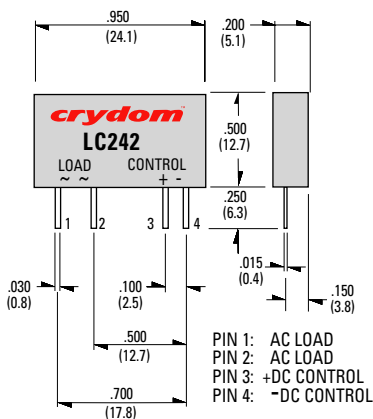 .950
(24.1)
.200
(5.1)
crydom™
LC242
LOAD CONTROL
~ ~ + -
.500
(12.7)
.250
(6.3)
1 2 3 4
.030
(0.8)
.100
(2.5)
.015
(0.4)
.150
(3.8)
.500
(12.7)
.700
(17.8)
PIN 1: AC LOAD
PIN 2: AC LOAD
PIN 3: +DC CONTROL
PIN 4: -DC CONTROL